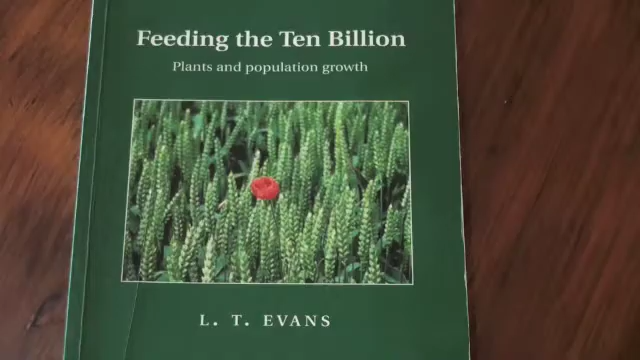 Feeding the Ten Billion
Plants and population growth
L. T. EVANS